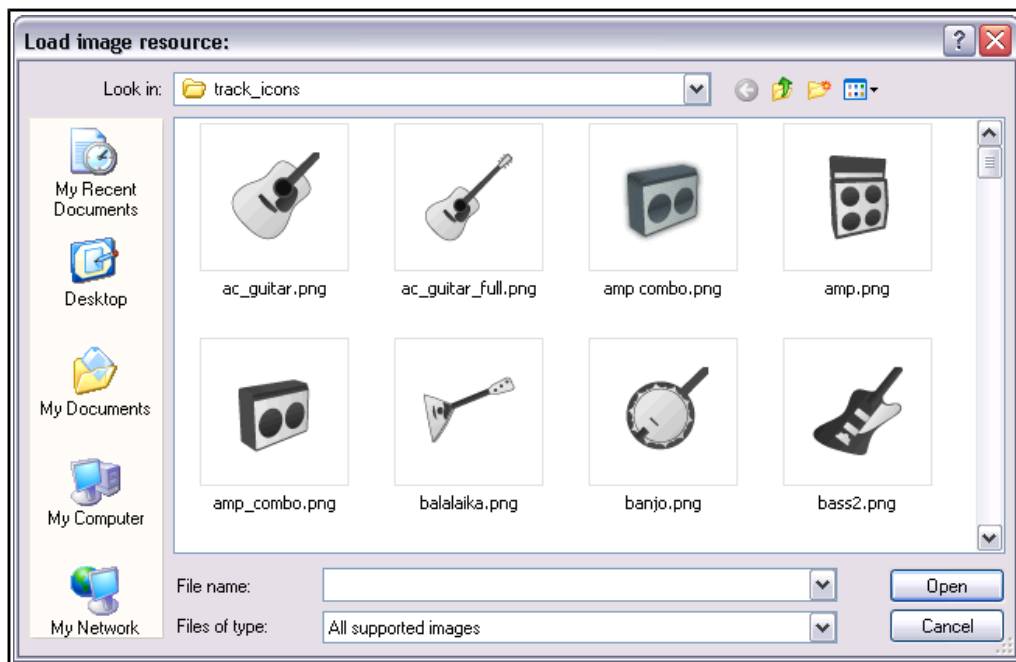 Load image resource:
Look in:
track_icons
My Recent
Documents
Desktop
My Documents
My Computer
My Network
ac_guitar.png
ac_guitar_full.png
amp combo.png
amp.png
amp_combo.png
balalaika.png
banjo.png
bass2.png
File name:
Open
Files of type:
All supported images
Cancel